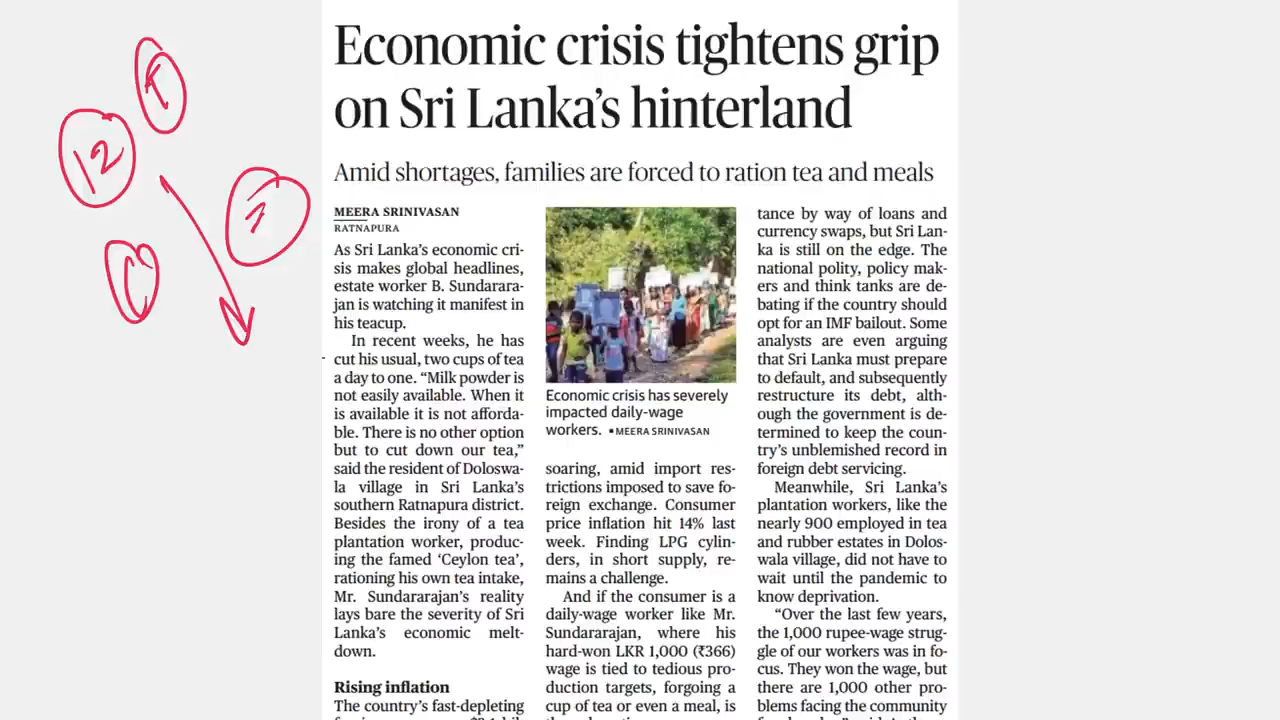 12
Economic crisis tightens grip
on Sri Lanka's hinterland
Amid shortages, families are forced to ration tea and meals
MEERA SRINIVASAN
RATNAPURA
As Sri Lanka's economic cri-
sis makes global headlines,
estate worker B. Sundarara-
jan is watching it manifest in
his teacup.
In recent weeks, he has
cut his usual, two cups of tea
a day to one. “Milk powder is
not easily available. When it
is available it is not afforda-
ble. There is no other option
but to cut down our tea,”
said the resident of Doloswa-
la village in Sri Lanka's
southern Ratnapura district.
Besides the irony of a tea
plantation worker, produc-
ing the famed ‘Ceylon tea’,
rationing his own tea intake,
Mr. Sundararajan's reality
lays bare the severity of Sri
Lanka's economic melt-
down.
Rising inflation
The country's fast-depleting
Economic crisis has severely
impacted daily-wage
workers. ▪MEERA SRINIVASAN
soaring, amid import res-
trictions imposed to save fo-
reign exchange. Consumer
price inflation hit 14% last
week. Finding LPG cylin-
ders, in short supply, re-
mains a challenge.
And if the consumer is a
daily-wage worker like Mr.
Sundararajan, where his
hard-won LKR 1,000 (₹366)
wage is tied to tedious pro-
duction targets, forgoing a
cup of tea or even a meal, is
tance by way of loans and
currency swaps, but Sri Lan-
ka is still on the edge. The
national polity, policy mak-
ers and think tanks are de-
bating if the country should
opt for an IMF bailout. Some
analysts are even arguing
that Sri Lanka must prepare
to default, and subsequently
restructure its debt, alth-
ough the government is de-
termined to keep the coun-
try's unblemished record in
foreign debt servicing.
Meanwhile, Sri Lanka's
plantation workers, like the
nearly 900 employed in tea
and rubber estates in Dolos-
wala village, did not have to
wait until the pandemic to
know deprivation.
“Over the last few years,
the 1,000 rupee-wage strug-
gle of our workers was in fo-
cus. They won the wage, but
there are 1,000 other pro-
blems facing the community